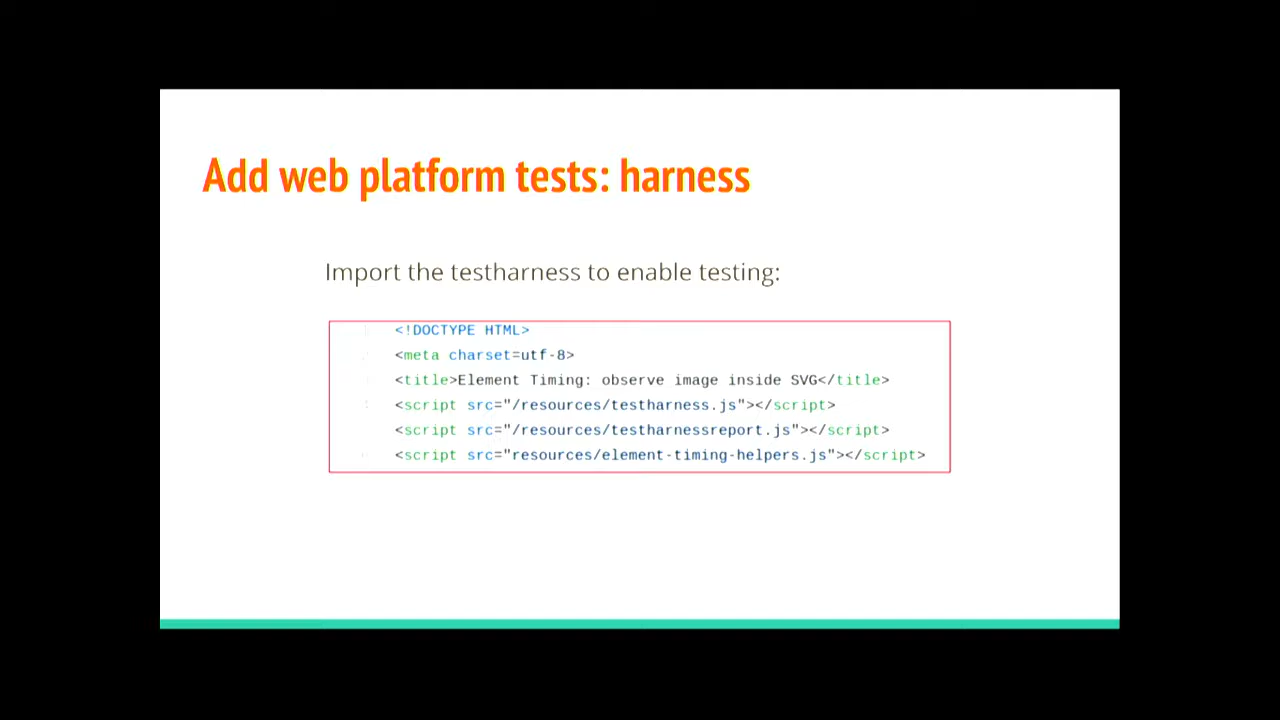 Add web platform tests: harness
Import the testharness to enable testing:
<!DOCTYPE HTML>
<meta charset=utf-8>
<title>Element Timing: observe image inside SVG</title>
<script src="/resources/testharness.js"></script>
<script src="/resources/testharnessreport.js"></script>
<script src="resources/element-timing-helpers.js"></script>